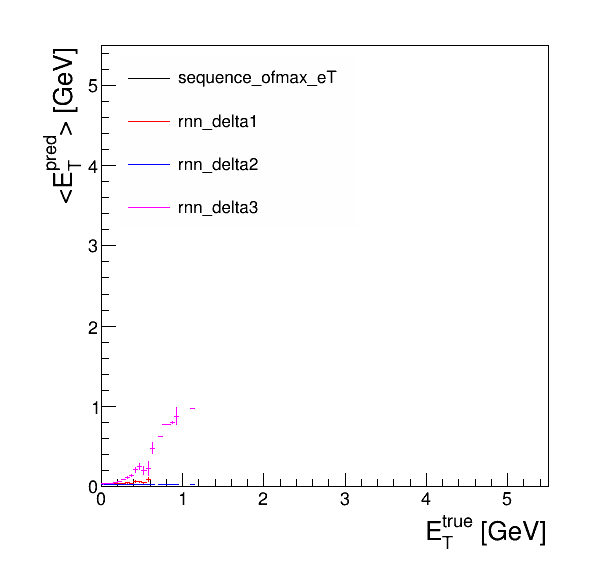 <E_T^pred> [GeV]
5
4
3
2
1
0
sequence_ofmax_eT
rnn_delta1
rnn_delta2
rnn_delta3
0 1 2 3 4 5
E_T^true [GeV]